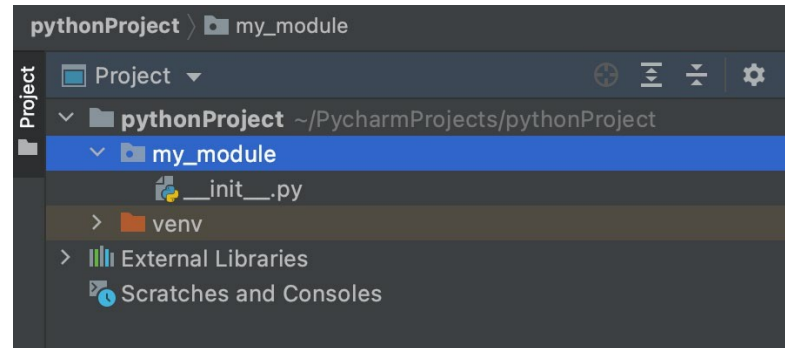 pythonProject my_module
Project
Project
pythonProject ~/PycharmProjects/pythonProject
my_module
__init__.py
venv
External Libraries
Scratches and Consoles